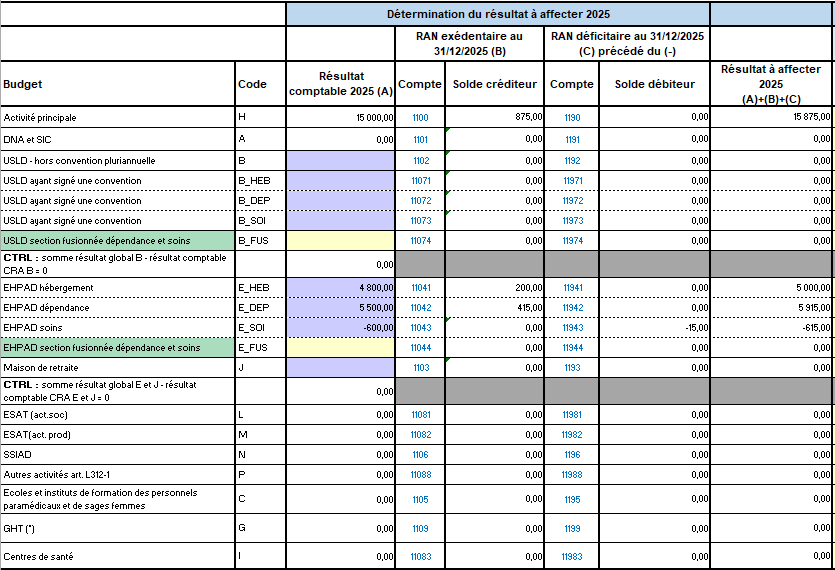 Détermination du résultat à affecter 2025
RAN exédentaire au
31/12/2025 (B)
RAN déficitaire au 31/12/2025
(C) précédé du (-)
Budget Code Résultat
comptable 2025 (A) Compte Solde créditeur Compte Solde débiteur Résultat à affecter
2025
(A)+(B)+(C)
Activité principale H 15 000,00 1100 875,00 1190 0,00 15 875,00
DNA et SIC A 0,00 1101 0,00 1191 0,00 0,00
USLD - hors convention pluriannuelle B 1102 0,00 1192 0,00 0,00
USLD ayant signé une convention B_HEB 11071 0,00 11971 0,00 0,00
USLD ayant signé une convention B_DEP 11072 0,00 11972 0,00 0,00
USLD ayant signé une convention B_SOI 11073 0,00 11973 0,00 0,00
USLD section fusionnée dépendance et soins B_FUS 11074 0,00 11974 0,00 0,00
CTRL : somme résultat global B - résultat comptable
CRA B = 0 0,00
EHPAD hébergement E_HEB 4 800,00 11041 200,00 11941 0,00 5 000,00
EHPAD dépendance E_DEP 5 500,00 11042 415,00 11942 0,00 5 915,00
EHPAD soins E_SOI -600,00 11043 0,00 11943 -15,00 -615,00
EHPAD section fusionnée dépendance et soins E_FUS 11044 0,00 11944 0,00 0,00
Maison de retraite J 1103 0,00 1193 0,00 0,00
CTRL : somme résultat global E et J - résultat
comptable CRA E et J = 0 0,00
ESAT (act.soc) L 0,00 11081 0,00 11981 0,00 0,00
ESAT(act. prod) M 0,00 11082 0,00 11982 0,00 0,00
SSIAD N 0,00 1106 0,00 1196 0,00 0,00
Autres activités art. L312-1 P 0,00 11088 0,00 11988 0,00 0,00
Ecoles et instituts de formation des personnels
paramédicaux et de sages femmes C 0,00 1105 0,00 1195 0,00 0,00
GHT (*) G 0,00 1109 0,00 1199 0,00 0,00
Centres de santé I 0,00 11083 0,00 11983 0,00 0,00